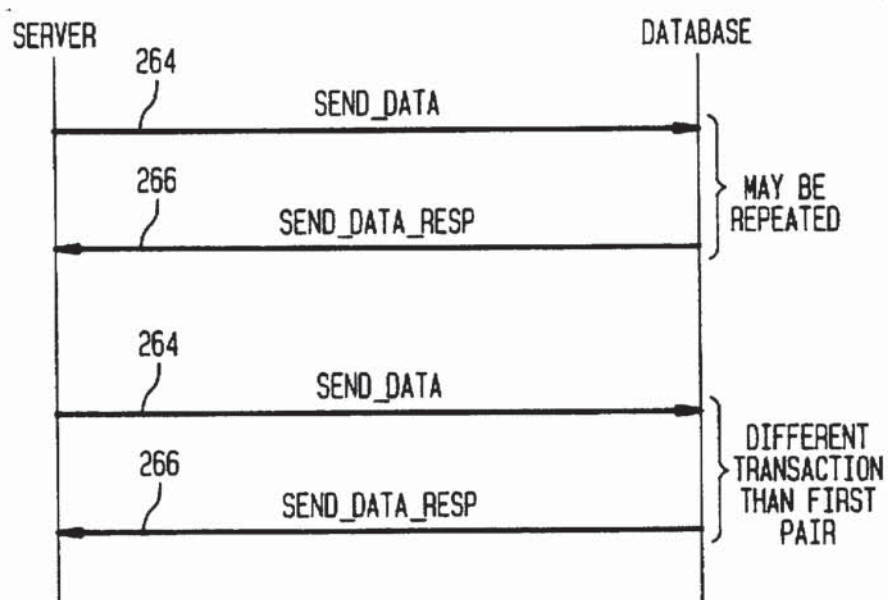 SERVER
DATABASE
264
SEND_DATA
266
SEND_DATA_RESP
MAY BE
REPEATED
264
SEND_DATA
266
SEND_DATA_RESP
DIFFERENT
TRANSACTION
THAN FIRST
PAIR